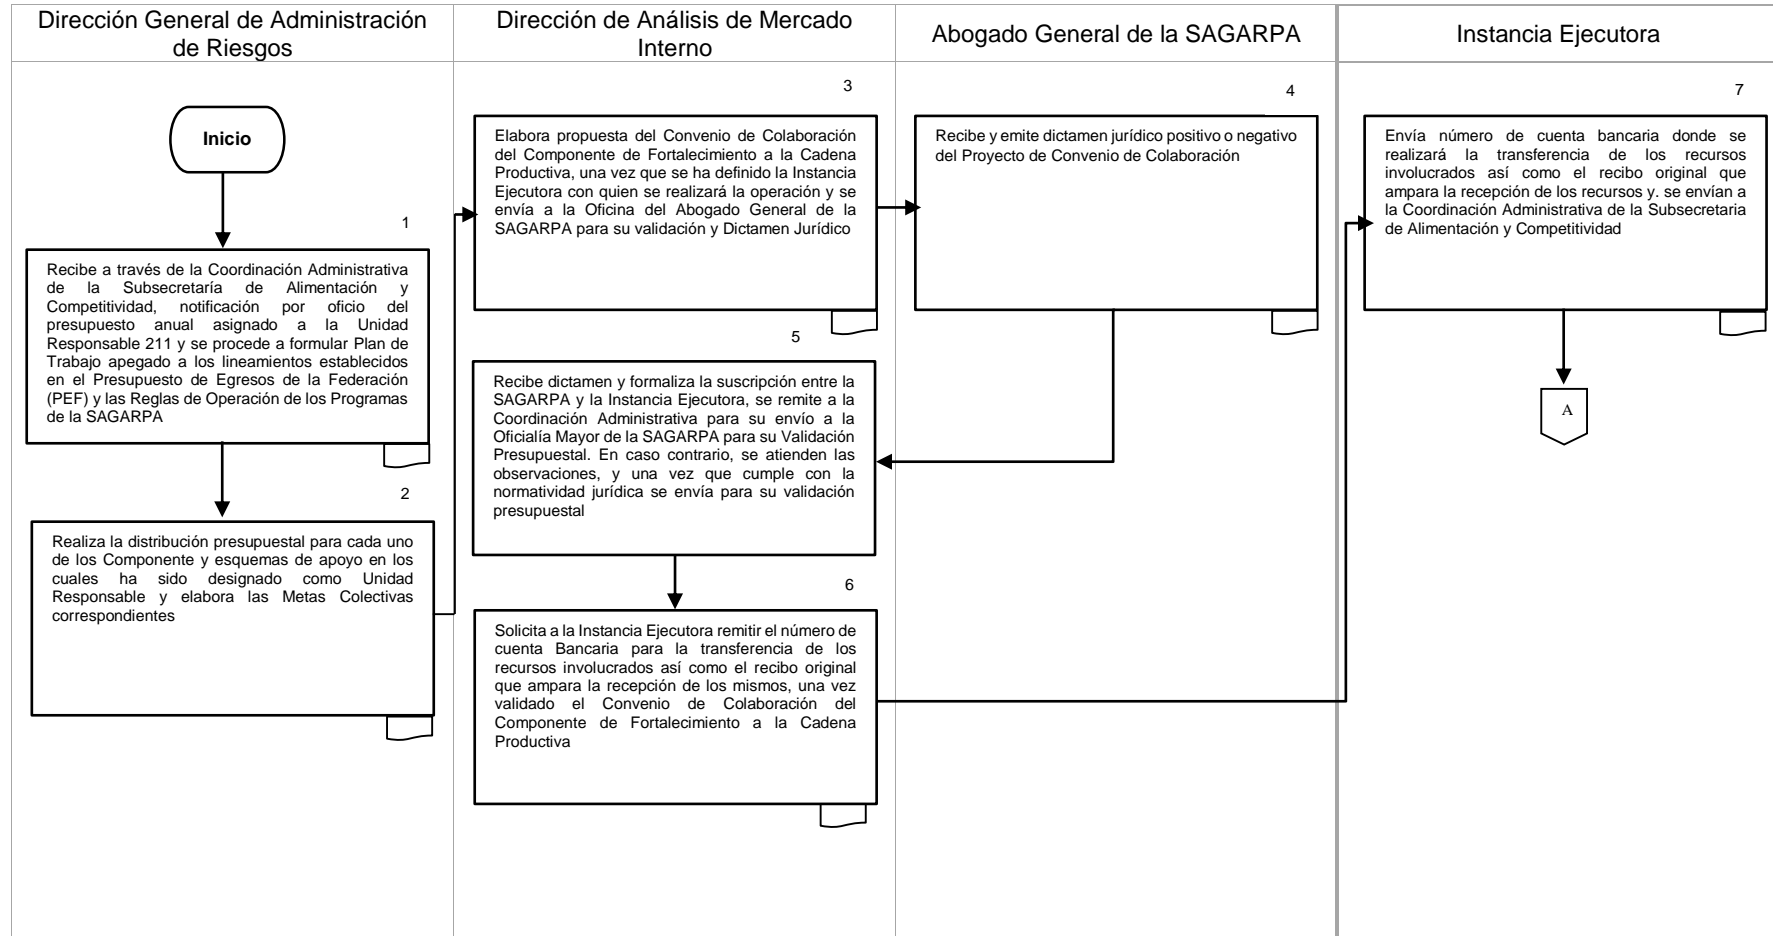 Dirección General de Administración
de Riesgos
Dirección de Análisis de Mercado
Interno
Abogado General de la SAGARPA
Instancia Ejecutora
Inicio
1
Recibe a través de la Coordinación Administrativa
de la Subsecretaría de Alimentación y
Competitividad, notificación por oficio del
presupuesto anual asignado a la Unidad
Responsable 211 y se procede a formular Plan de
Trabajo apegado a los lineamientos establecidos
en el Presupuesto de Egresos de la Federación
(PEF) y las Reglas de Operación de los Programas
de la SAGARPA
2
Realiza la distribución presupuestal para cada uno
de los Componente y esquemas de apoyo en los
cuales ha sido designado como Unidad
Responsable y elabora las Metas Colectivas
correspondientes
3
Elabora propuesta del Convenio de Colaboración
del Componente de Fortalecimiento a la Cadena
Productiva, una vez que se ha definido la Instancia
Ejecutora con quien se realizará la operación y se
envía a la Oficina del Abogado General de la
SAGARPA para su validación y Dictamen Jurídico
4
Recibe y emite dictamen jurídico positivo o negativo
del Proyecto de Convenio de Colaboración
5
Recibe dictamen y formaliza la suscripción entre la
SAGARPA y la Instancia Ejecutora, se remite a la
Coordinación Administrativa para su envío a la
Oficialía Mayor de la SAGARPA para su Validación
Presupuestal. En caso contrario, se atienden las
observaciones, y una vez que cumple con la
normatividad jurídica se envía para su validación
presupuestal
6
Solicita a la Instancia Ejecutora remitir el número de
cuenta Bancaria para la transferencia de los
recursos involucrados así como el recibo original
que ampara la recepción de los mismos, una vez
validado el Convenio de Colaboración del
Componente de Fortalecimiento a la Cadena
Productiva
7
Envía número de cuenta bancaria donde se
realizará la transferencia de los recursos
involucrados así como el recibo original que
ampara la recepción de los recursos y. se envían a
la Coordinación Administrativa de la Subsecretaria
de Alimentación y Competitividad
A